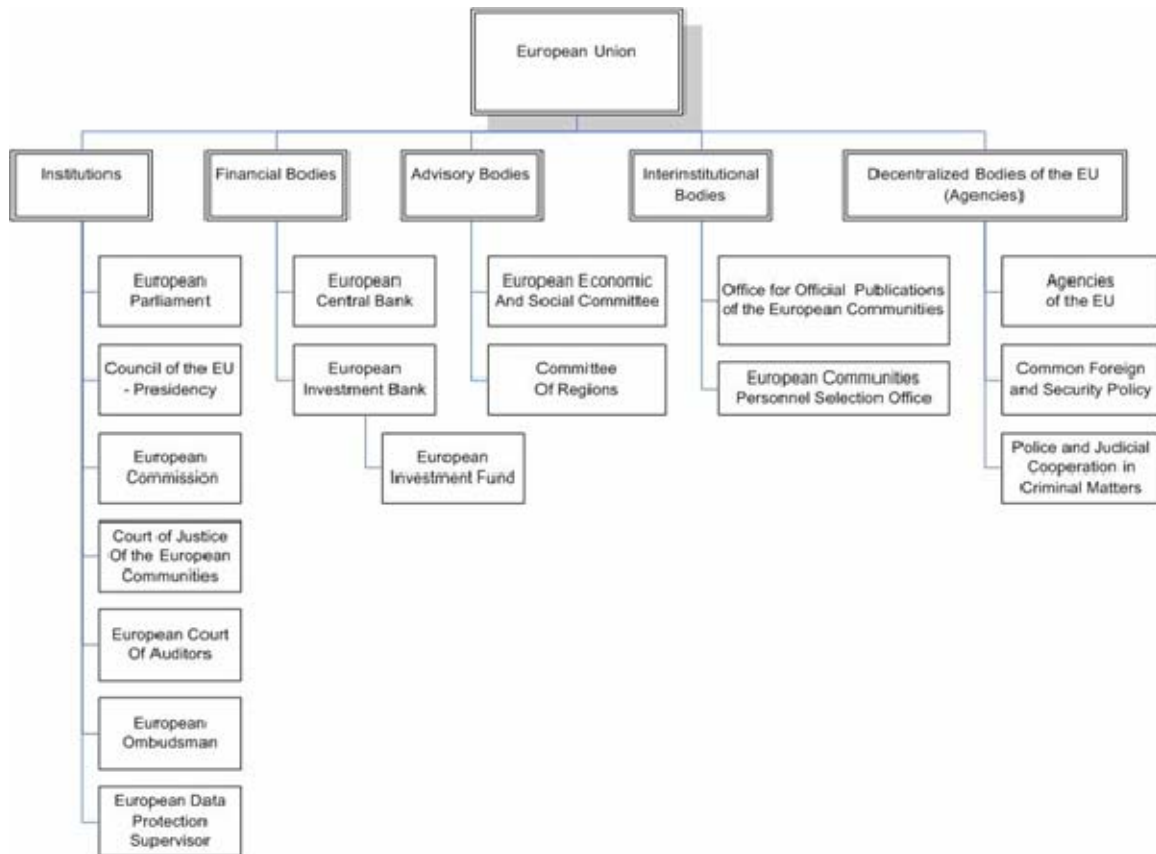 European Union
Institutions
Financial Bodies
Advisory Bodies
Interinstitutional
Bodies
Decentralized Bodies of the EU
(Agencies)
European
Parliament
Council of the EU
- Presidency
European
Commission
Court of Justice
Of the European
Communities
European Court
Of Auditors
European
Ombudsman
European Data
Protection
Supervisor
European
Central Bank
European
Investment Bank
European
Investment Fund
European Economic
And Social Committee
Committee
Of Regions
Office for Official Publications
of the European Communities
European Communities
Personnel Selection Office
Agencies
of the EU
Common Foreign
and Security Policy
Police and Judicial
Cooperation in
Criminal Matters